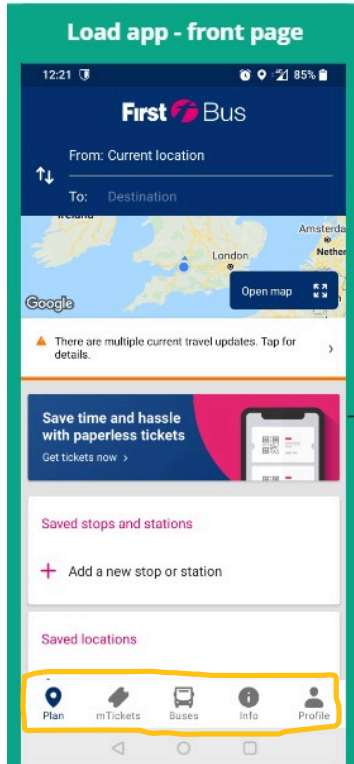 Load app - front page
12:21
85%
First Bus
From: Current location
To: Destination
Ireland
Amsterda
London
Nether
Google
Open map
There are multiple current travel updates. Tap for
details.
Save time and hassle
with paperless tickets
Get tickets now >
Saved stops and stations
+ Add a new stop or station
Saved locations
Plan
mTickets
Buses
Info
Profile